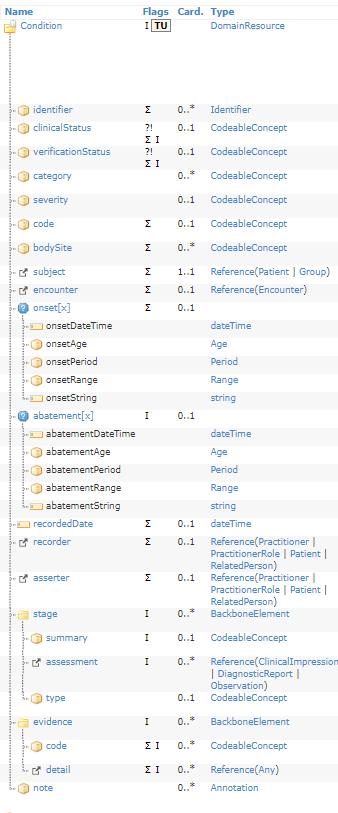 Name Flags Card. Type
Condition I TU DomainResource
identifier Σ 0..* Identifier
clinicalStatus ?! 0..1 CodeableConcept
Σ I
verificationStatus ?! 0..1 CodeableConcept
Σ I
category 0..* CodeableConcept
severity 0..1 CodeableConcept
code Σ 0..1 CodeableConcept
bodySite Σ 0..* CodeableConcept
subject Σ 1..1 Reference(Patient | Group)
encounter Σ 0..1 Reference(Encounter)
onset[x] Σ 0..1
onsetDateTime dateTime
onsetAge Age
onsetPeriod Period
onsetRange Range
onsetString string
abatement[x] I 0..1
abatementDateTime dateTime
abatementAge Age
abatementPeriod Period
abatementRange Range
abatementString string
recordedDate Σ 0..1 dateTime
recorder Σ 0..1 Reference(Practitioner |
PractitionerRole | Patient |
RelatedPerson)
asserter Σ 0..1 Reference(Practitioner |
PractitionerRole | Patient |
RelatedPerson)
stage I 0..* BackboneElement
summary I 0..1 CodeableConcept
assessment I 0..* Reference(ClinicalImpression
| DiagnosticReport |
Observation)
type 0..1 CodeableConcept
evidence I 0..* BackboneElement
code Σ I 0..* CodeableConcept
detail Σ I 0..* Reference(Any)
note 0..* Annotation